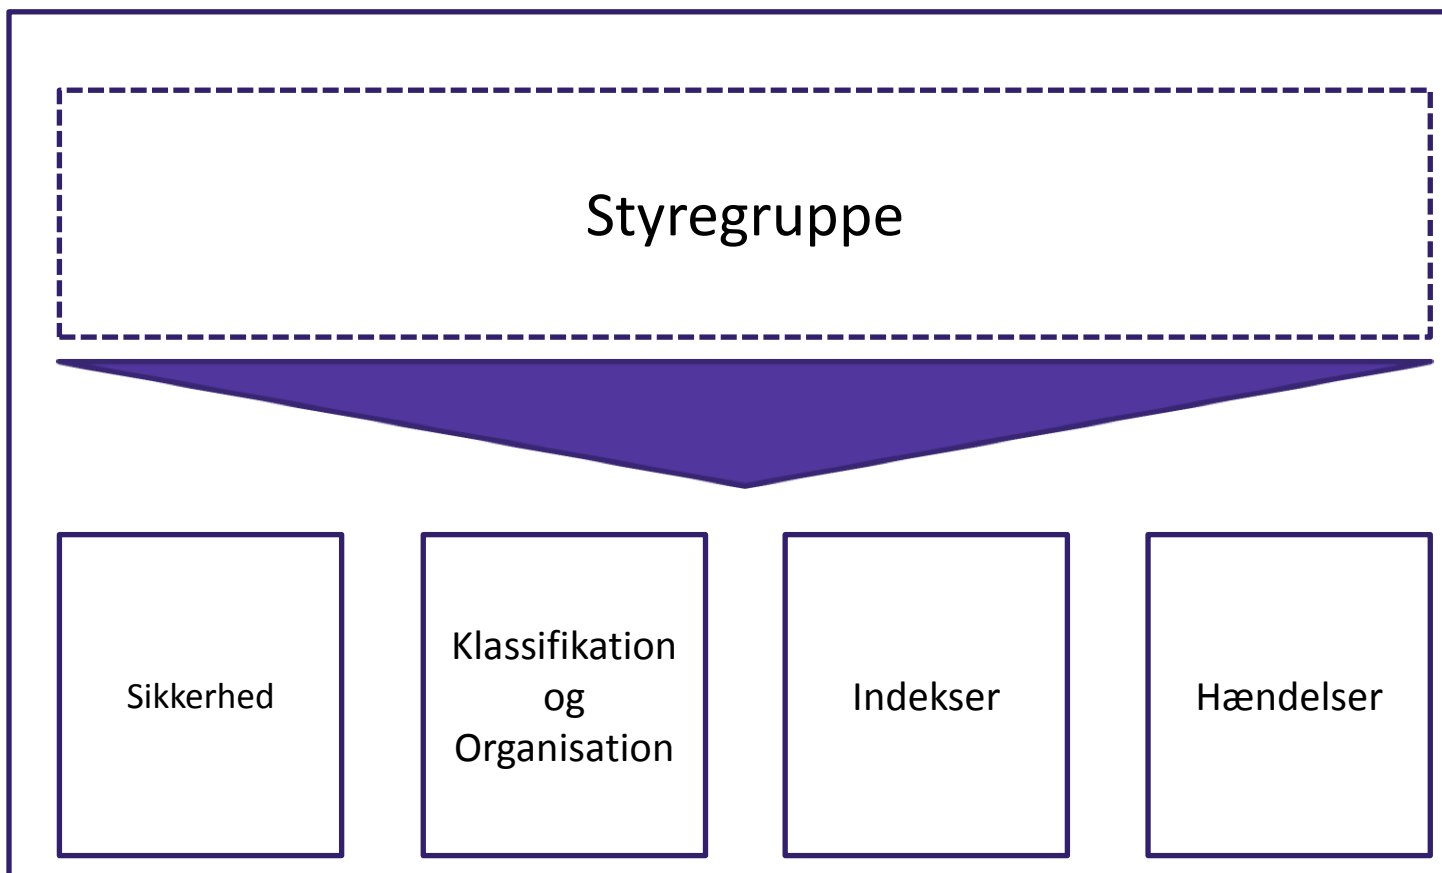 Styregruppe
Sikkerhed
Klassifikation
og
Organisation
Indekser
Hændelser